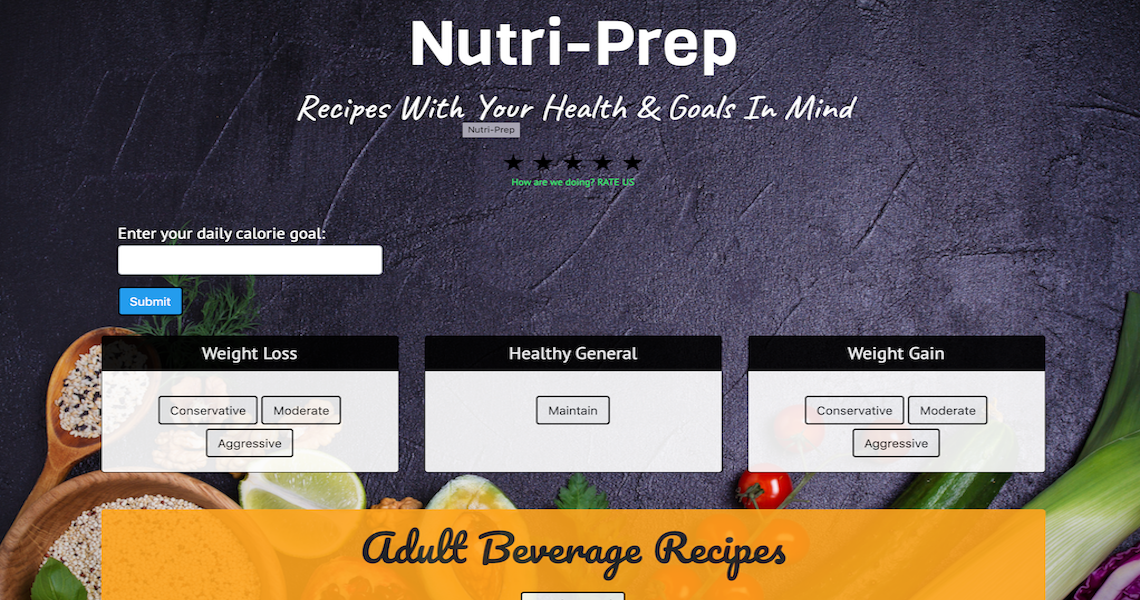 Nutri-Prep
Recipes With Your Health & Goals In Mind
Nutri-Prep
★ ★ ★ ★ ★
How are we doing? RATE US
Enter your daily calorie goal:
Submit
Weight Loss
Conservative Moderate
Aggressive
Healthy General
Maintain
Weight Gain
Conservative Moderate
Aggressive
Adult Beverage Recipes